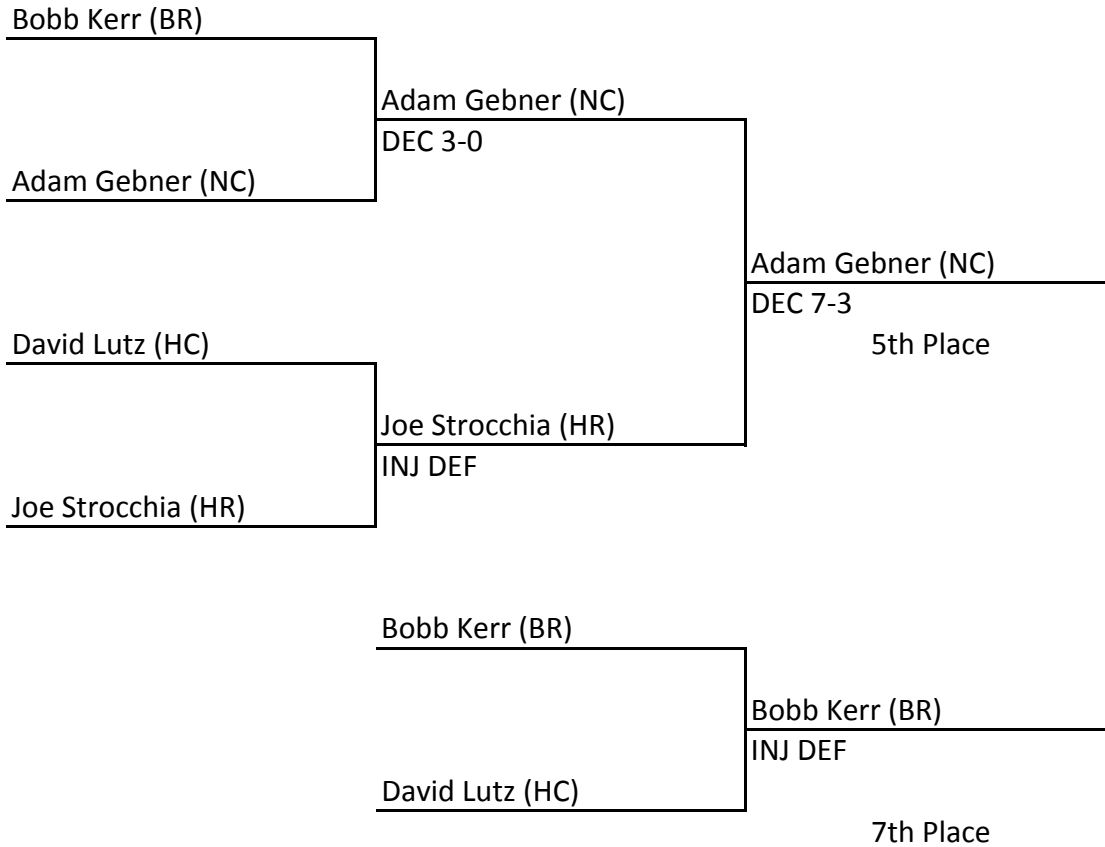 Bobb Kerr (BR)
Adam Gebner (NC)
DEC 3-0
Adam Gebner (NC)
Adam Gebner (NC)
DEC 7-3
David Lutz (HC)
5th Place
Joe Strocchia (HR)
INJ DEF
Joe Strocchia (HR)
Bobb Kerr (BR)
Bobb Kerr (BR)
INJ DEF
David Lutz (HC)
7th Place